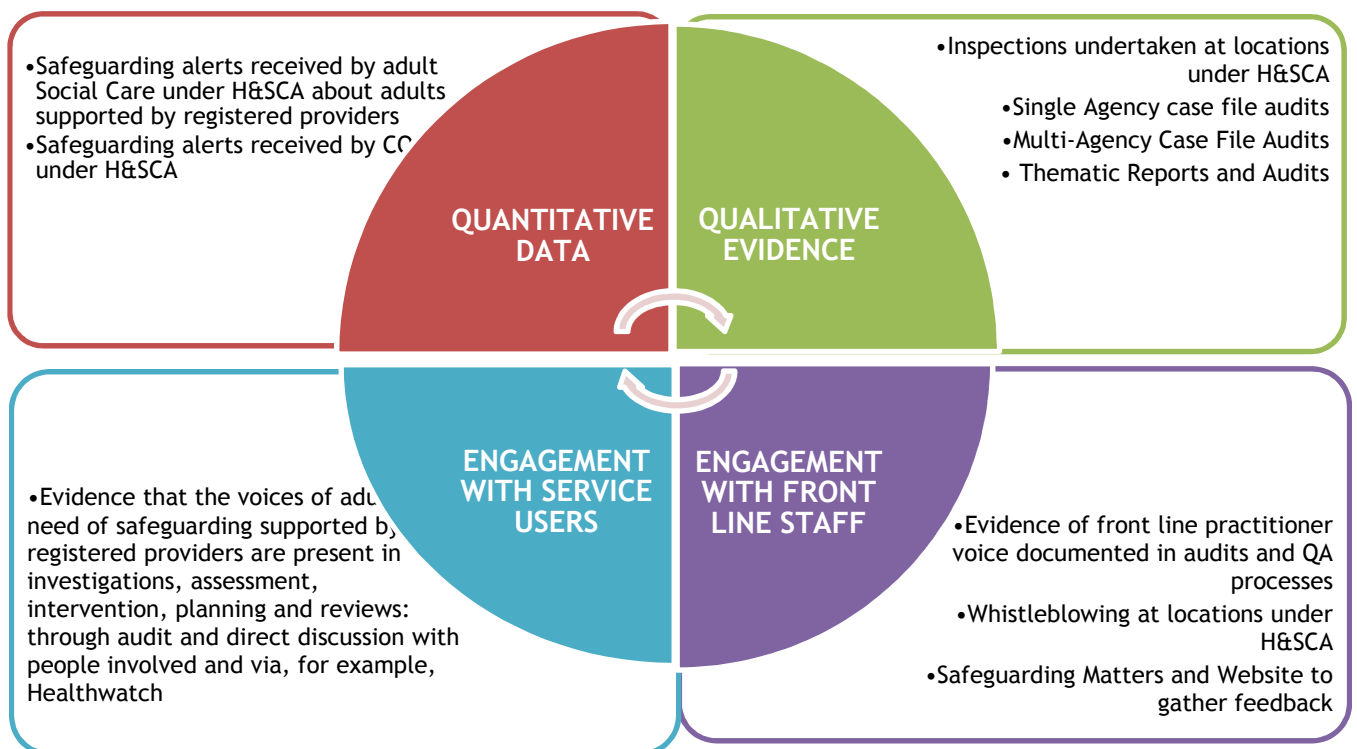 •Safeguarding alerts received by adult
Social Care under H&SCA about adults
supported by registered providers
•Safeguarding alerts received by
under H&SCA
•Inspections undertaken at locations
under H&SCA
•Single Agency case file audits
•Multi-Agency Case File Audits
• Thematic Reports and Audits
QUANTITATIVE
DATA
QUALITATIVE
EVIDENCE
ENGAGEMENT
WITH SERVICE
USERS
ENGAGEMENT
WITH FRONT
LINE STAFF
•Evidence that the voices of
need of safeguarding supported by
registered providers are present in
investigations, assessment,
intervention, planning and reviews:
through audit and direct discussion with
people involved and via, for example,
Healthwatch
•Evidence of front line practitioner
voice documented in audits and QA
processes
•Whistleblowing at locations under
H&SCA
•Safeguarding Matters and Website to
gather feedback